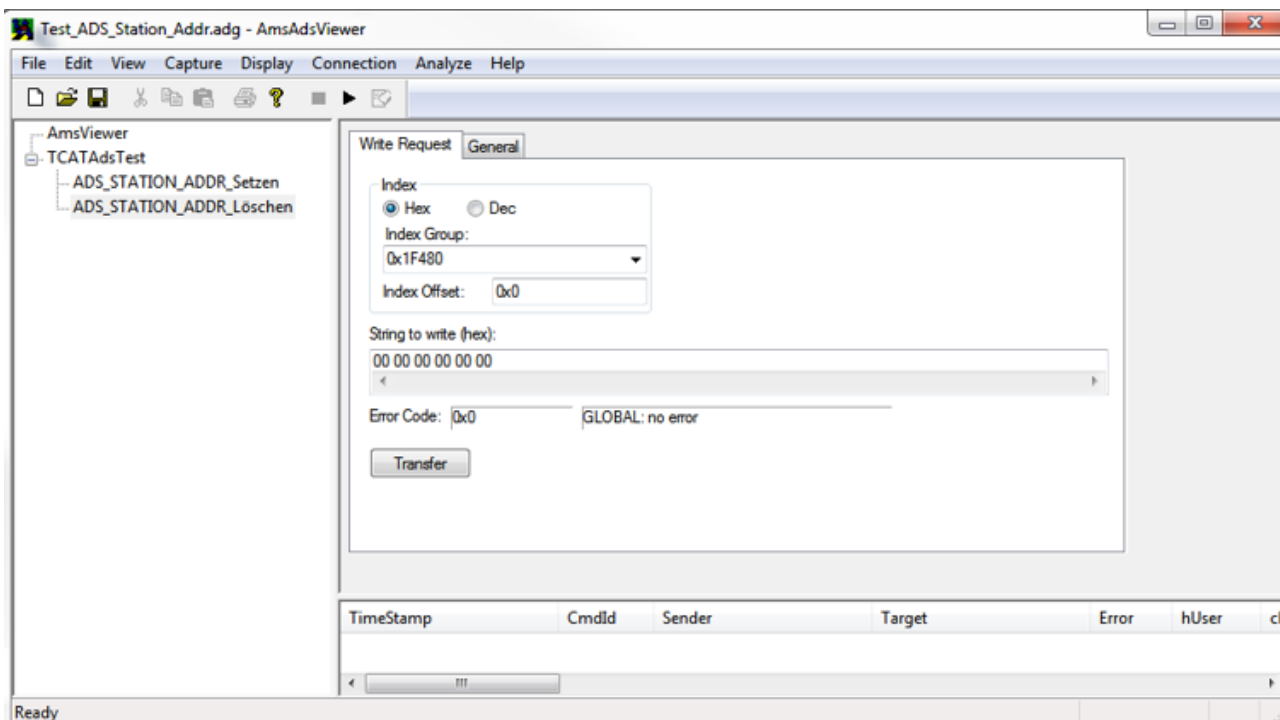 Test_ADS_Station_Addr.adg - AmsAdsViewer
File Edit View Capture Display Connection Analyze Help
AmsViewer
TCATAdsTest
ADS_STATION_ADDR_Setzen
ADS_STATION_ADDR_Löschen
Write Request General
Index
Hex Dec
Index Group:
0x1F480
Index Offset: 0x0
String to write (hex):
00 00 00 00 00 00
Error Code: 0x0 GLOBAL: no error
Transfer
TimeStamp CmdId Sender Target Error hUser
Ready